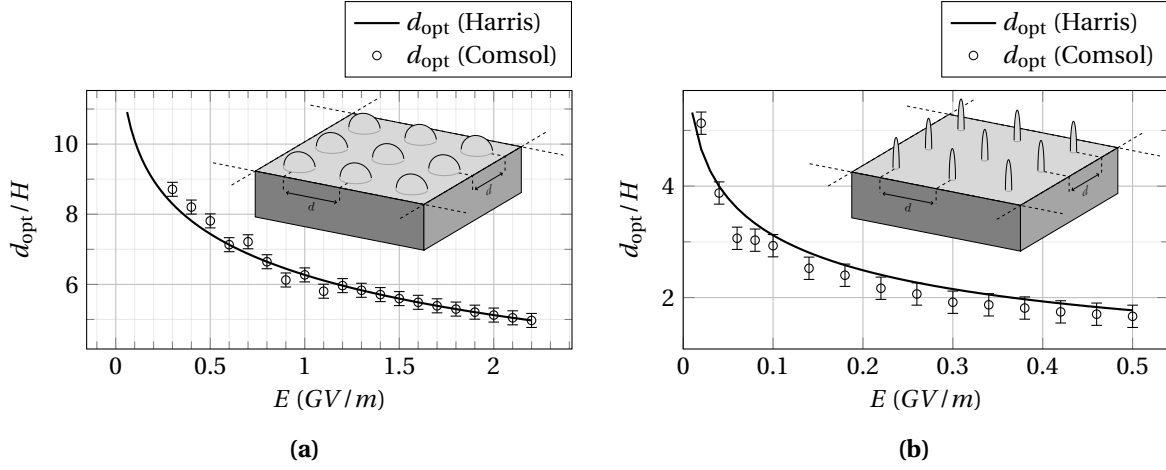 d_opt (Harris)
d_opt (Comsol)
d_opt / H
10
8
6
4
0 0.5 1 1.5 2
E (GV/m)
d
d
(a)
d_opt (Harris)
d_opt (Comsol)
d_opt / H
4
2
0 0.1 0.2 0.3 0.4 0.5
E (GV/m)
d
d
(b)